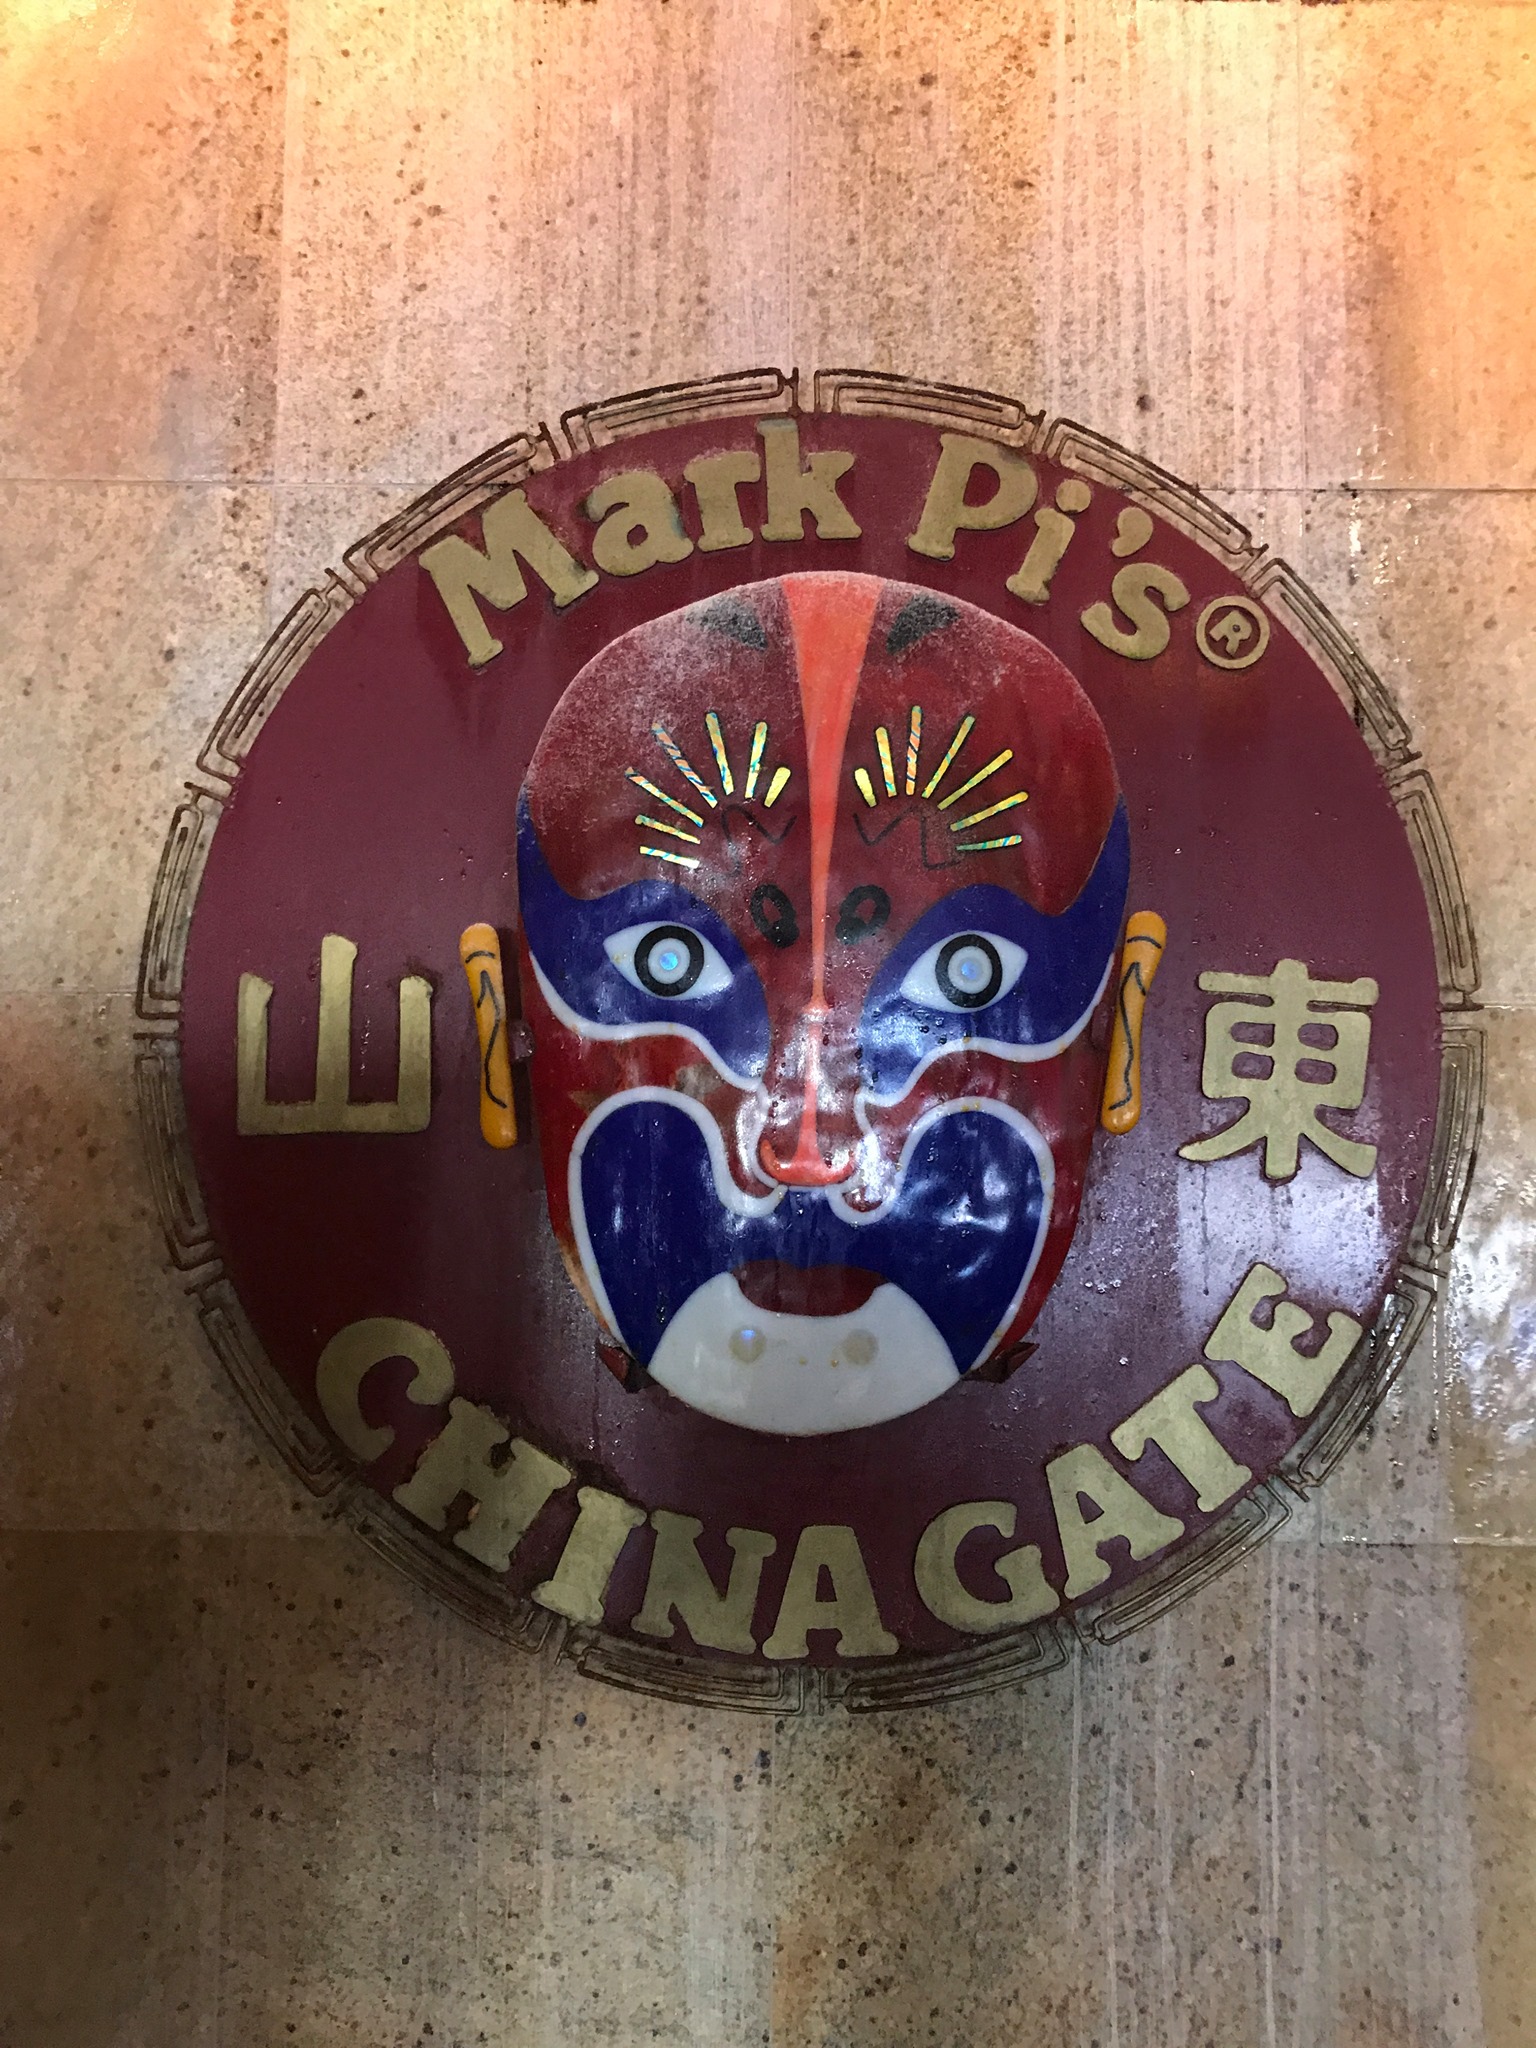 Mark Pi's®
山 東
CHINA GATE